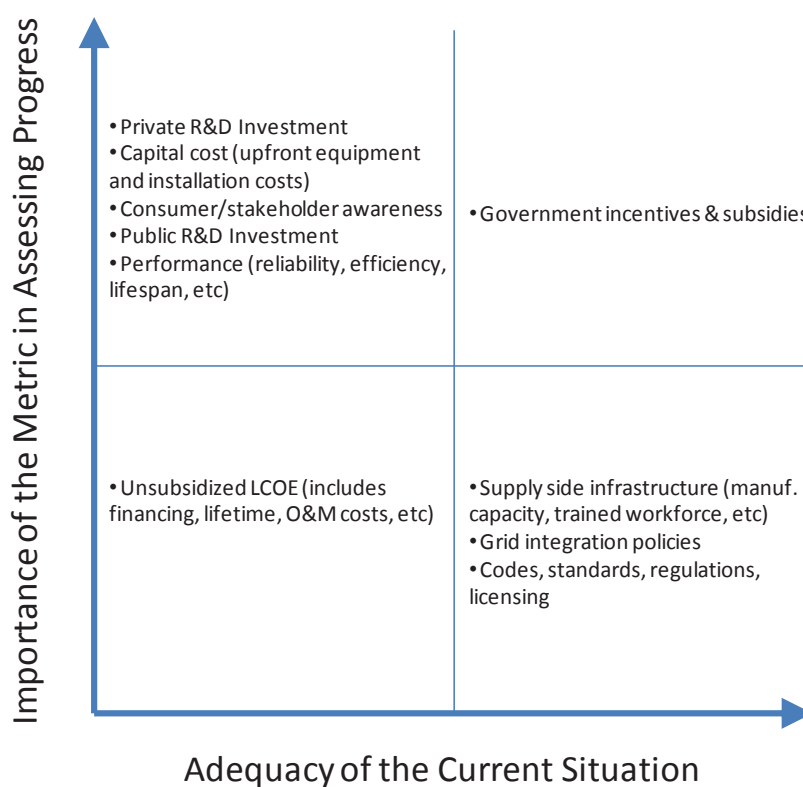 Importance of the Metric in Assessing Progress
•Private R&D Investment
•Capital cost (upfront equipment
and installation costs)
•Consumer/stakeholder awareness
•Public R&D Investment
•Performance (reliability, efficiency,
lifespan, etc)
•Government incentives & subsidies
•Unsubsidized LCOE (includes
financing, lifetime, O&M costs, etc)
•Supply side infrastructure (manuf.
capacity, trained workforce, etc)
•Grid integration policies
•Codes, standards, regulations,
licensing
Adequacy of the Current Situation